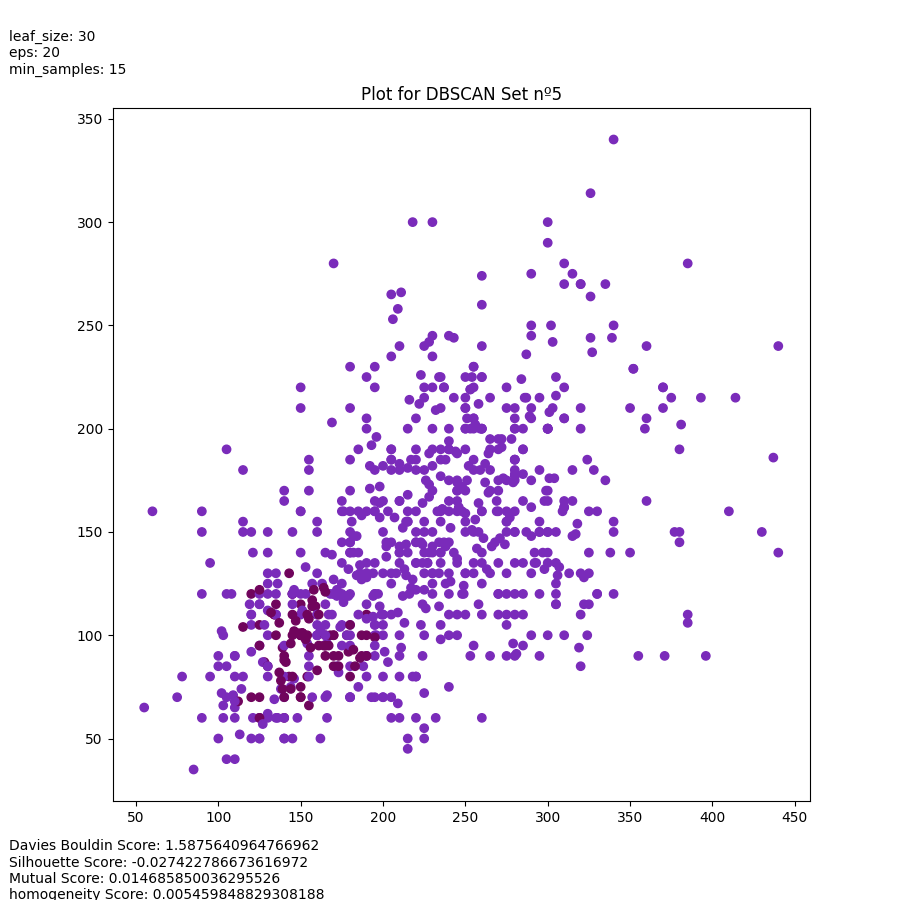 leaf_size: 30
eps: 20
min_samples: 15
Plot for DBSCAN Set nº5
350
300
250
200
150
100
50
50 100 150 200 250 300 350 400 450
Davies Bouldin Score: 1.5875640964766962
Silhouette Score: -0.027422786673616972
Mutual Score: 0.014685850036295526
homogeneity Score: 0.005459848829308188